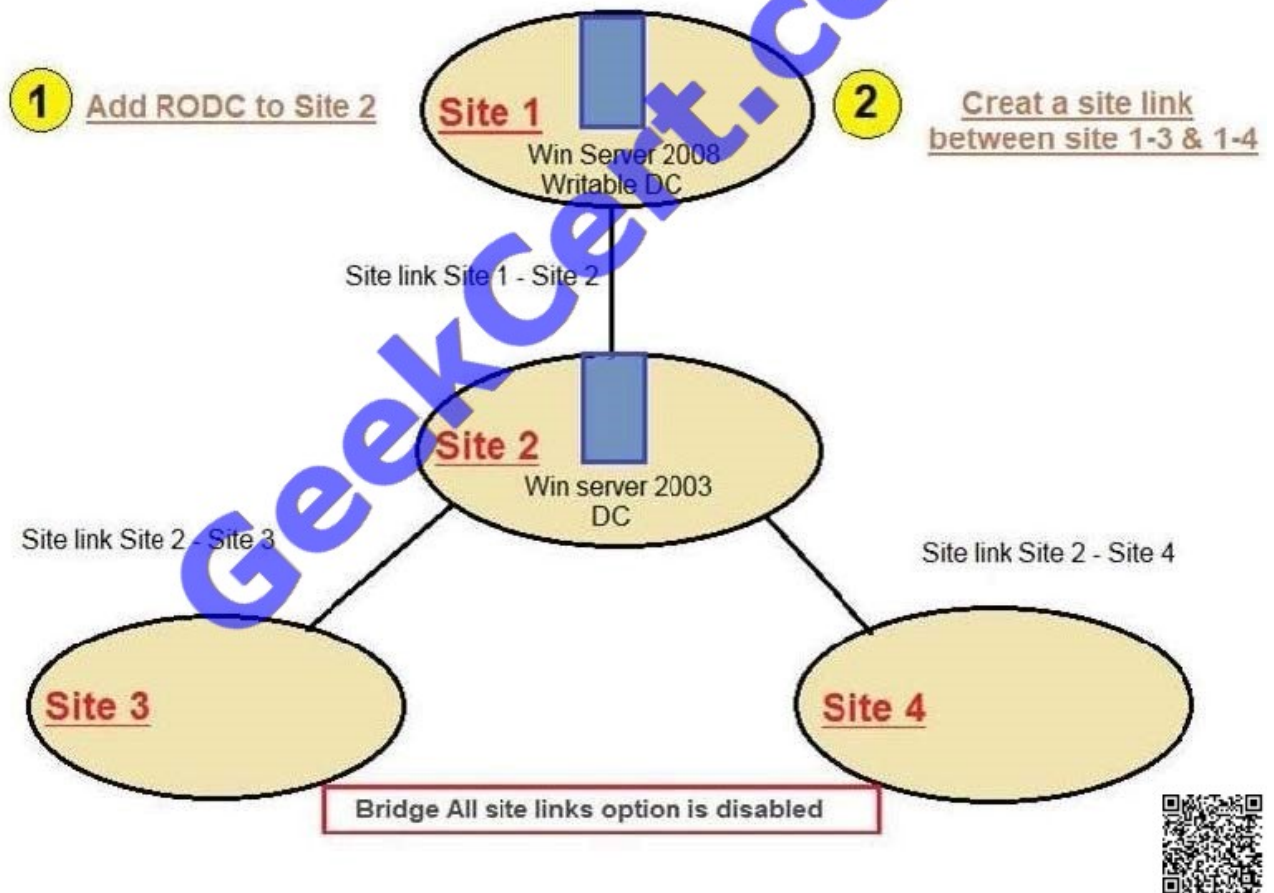 1
Add RODC to Site 2
2
Creat a site link
between site 1-3 & 1-4
Site 1
Win Server 2008
Writable DC
Site link Site 1 - Site 2
Site 2
Win server 2003
DC
Site link Site 2 - Site 3
Site link Site 2 - Site 4
Site 3
Site 4
Bridge All site links option is disabled
GeekCert.co